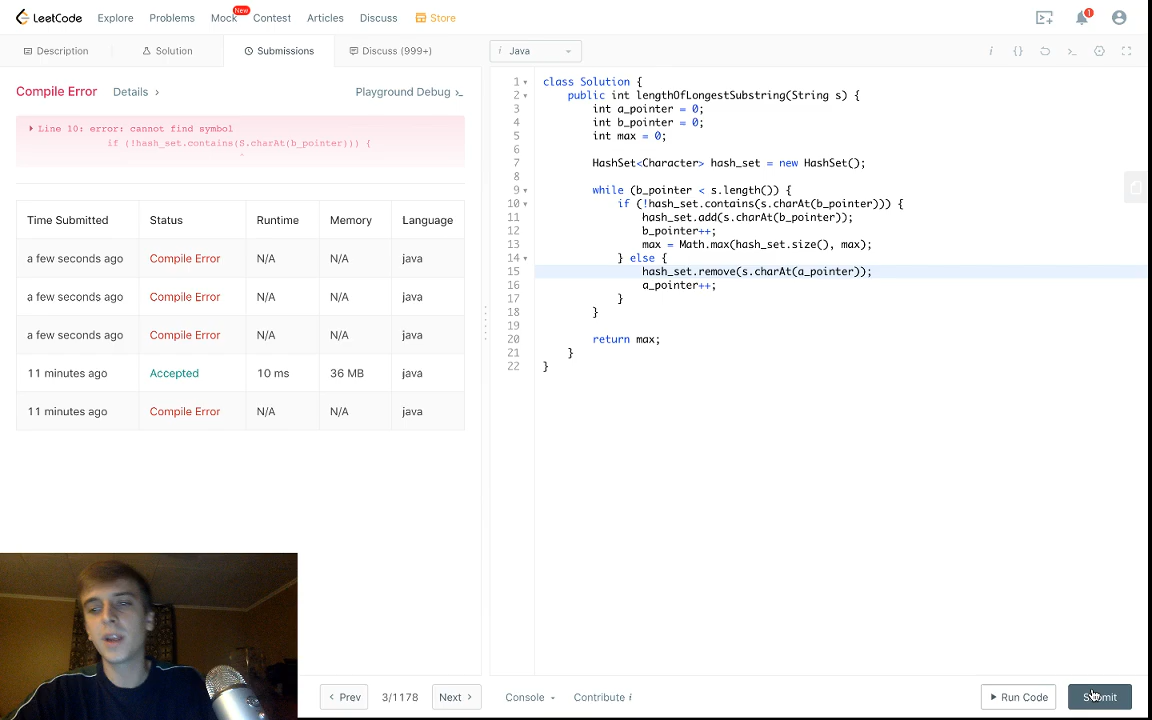 LeetCode Explore Problems Mock New Contest Articles Discuss Store 1
Description Solution Submissions Discuss (999+)
Compile Error Details › Playground Debug >_
Line 10: error: cannot find symbol
if (!hash_set.contains(S.charAt(b_pointer))) {
^
Time Submitted Status Runtime Memory Language
a few seconds ago Compile Error N/A N/A java
a few seconds ago Compile Error N/A N/A java
a few seconds ago Compile Error N/A N/A java
11 minutes ago Accepted 10 ms 36 MB java
11 minutes ago Compile Error N/A N/A java
‹ Prev 3/1178 Next ›
i Java i {} >_
1 class Solution {
2 public int lengthOfLongestSubstring(String s) {
3 int a_pointer = 0;
4 int b_pointer = 0;
5 int max = 0;
6
7 HashSet<Character> hash_set = new HashSet();
8
9 while (b_pointer < s.length()) {
10 if (!hash_set.contains(s.charAt(b_pointer))) {
11 hash_set.add(s.charAt(b_pointer));
12 b_pointer++;
13 max = Math.max(hash_set.size(), max);
14 } else {
15 hash_set.remove(s.charAt(a_pointer));
16 a_pointer++;
17 }
18 }
19
20 return max;
21 }
22 }
Console Contribute i Run Code Submit